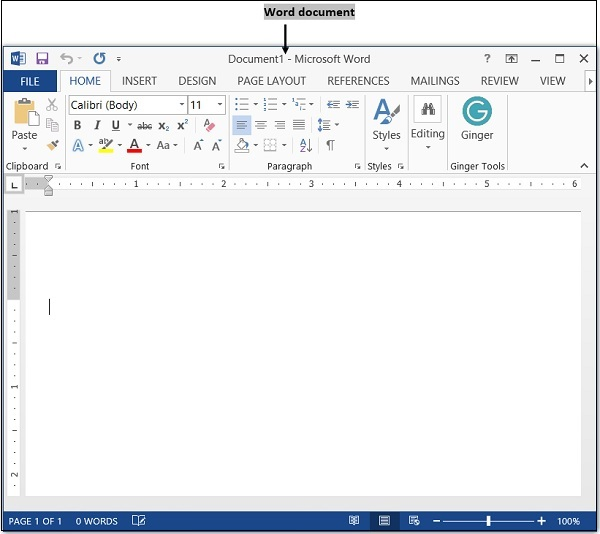 Word document
Document1 - Microsoft Word
FILE HOME INSERT DESIGN PAGE LAYOUT REFERENCES MAILINGS REVIEW VIEW
Calibri (Body) 11
Paste B I U abc x₂ x² Styles Editing Ginger
A ab A Aa A A
Clipboard Font Paragraph Styles Ginger Tools
L 1 2 3 4 5 6
1
1
2
PAGE 1 OF 1 0 WORDS 100%